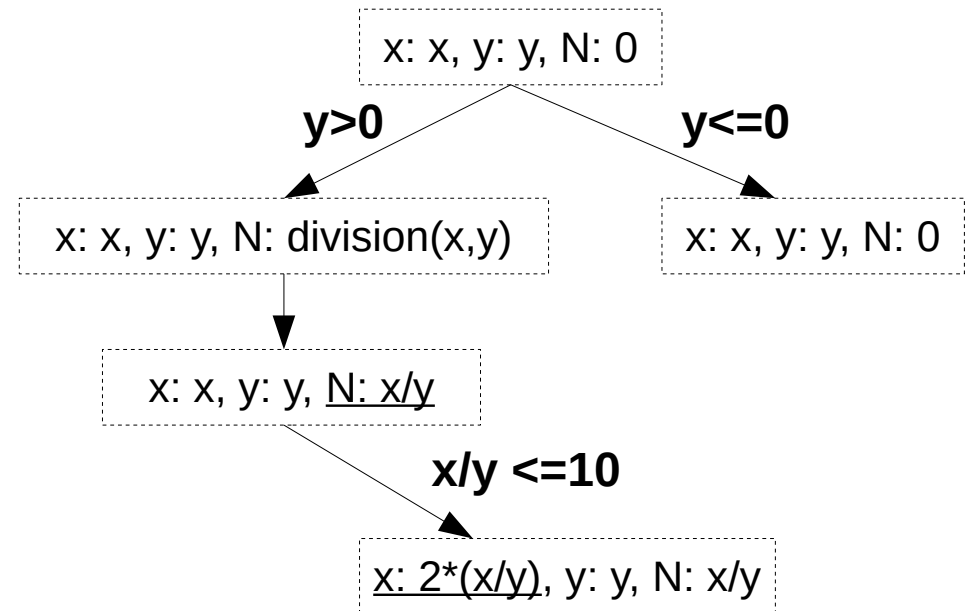 x: x, y: y, N: 0
y>0
y<=0
x: x, y: y, N: division(x,y)
x: x, y: y, N: 0
x: x, y: y, N: x/y
x/y <=10
x: 2*(x/y), y: y, N: x/y